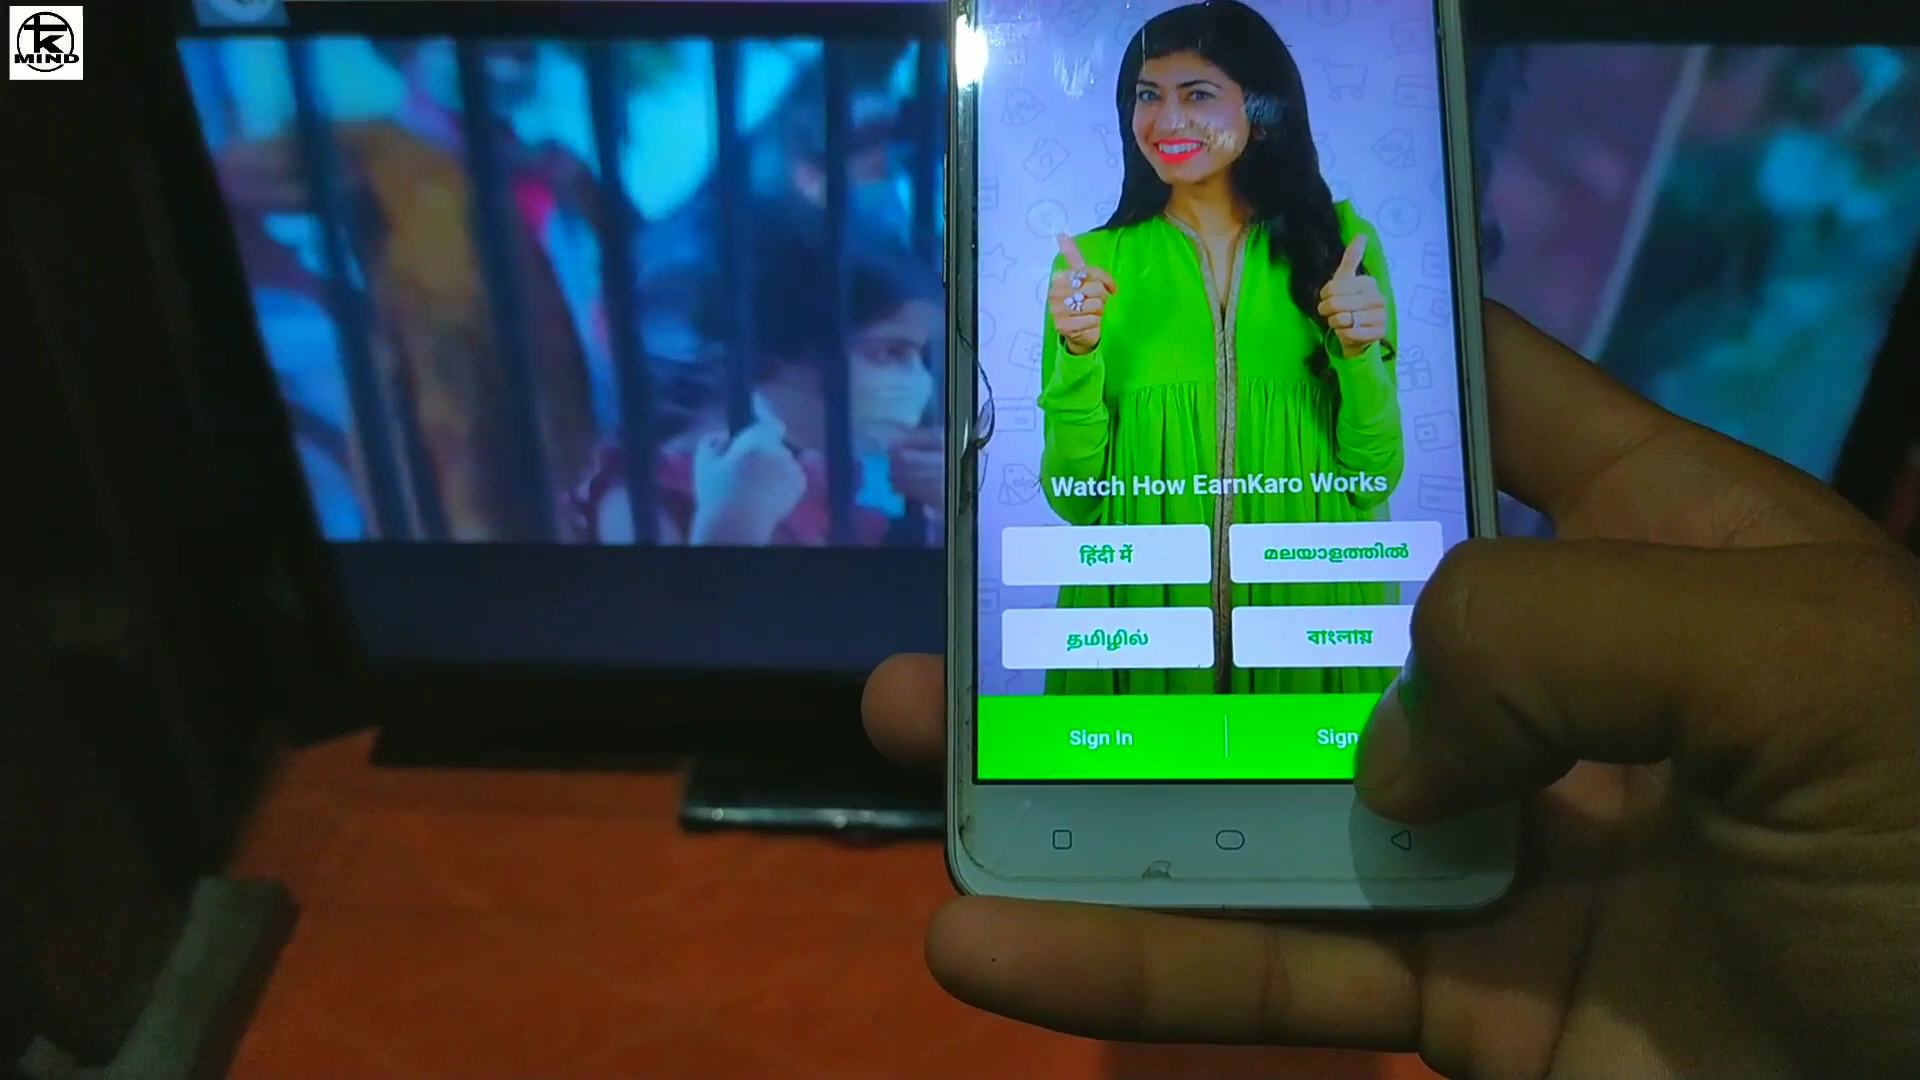 k
MIND
Watch How EarnKaro Works
हिंदी में
മലയാളത്തിൽ
தமிழில்
বাংলায়
Sign In
Sign